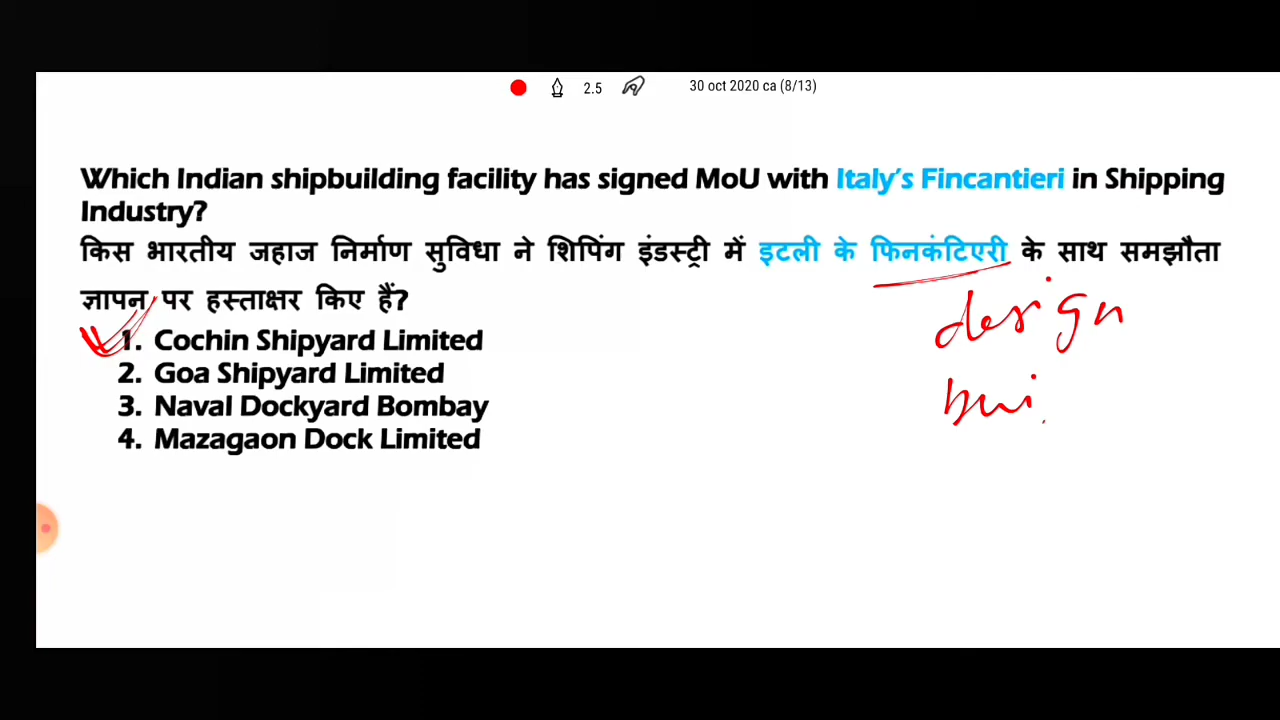 2.5
30 oct 2020 ca (8/13)
Which Indian shipbuilding facility has signed MoU with Italy's Fincantieri in Shipping
Industry?
किस भारतीय जहाज निर्माण सुविधा ने शिपिंग इंडस्ट्री में इटली के फिनकंटिएरी के साथ समझौता
ज्ञापन पर हस्ताक्षर किए हैं?
1. Cochin Shipyard Limited
2. Goa Shipyard Limited
3. Naval Dockyard Bombay
4. Mazagaon Dock Limited
design
bui